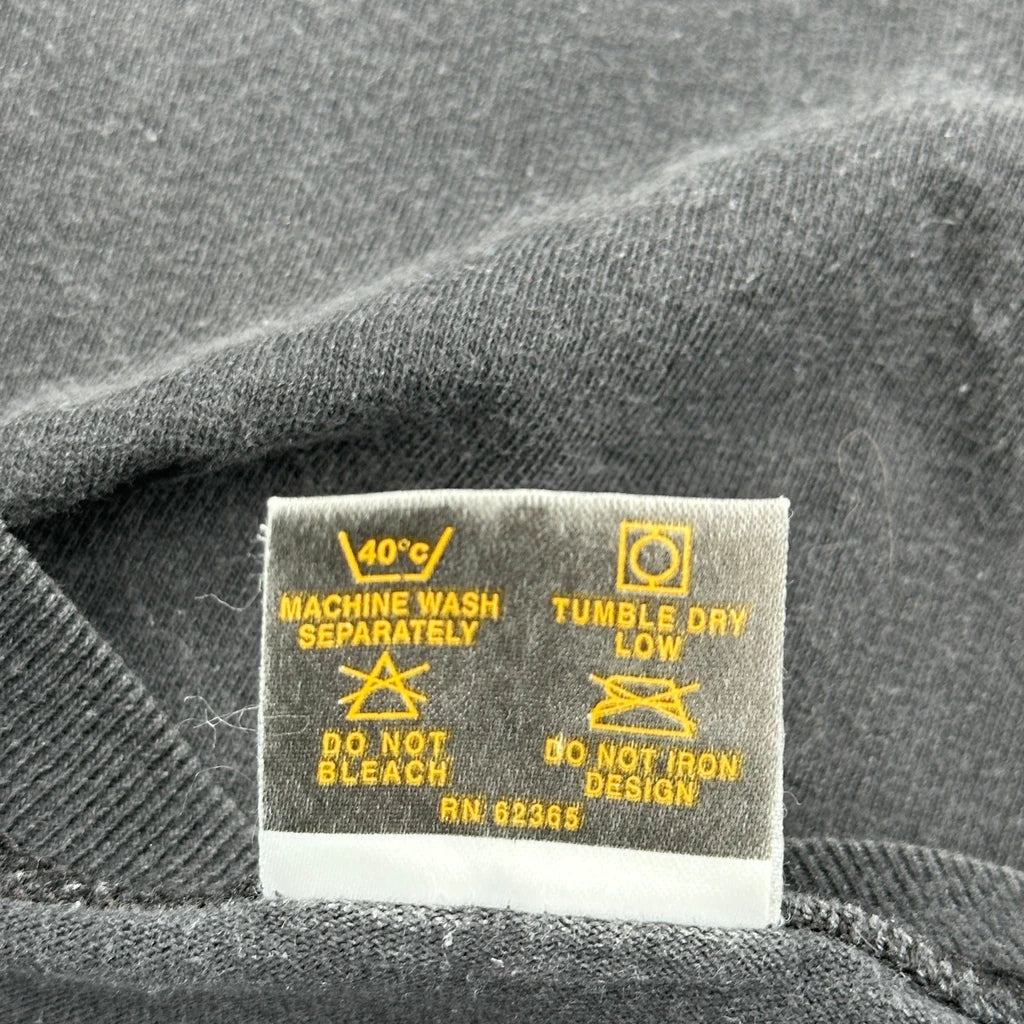 40°C
MACHINE WASH
SEPARATELY
TUMBLE DRY
LOW
DO NOT
BLEACH
DO NOT IRON
DESIGN
RN 62365